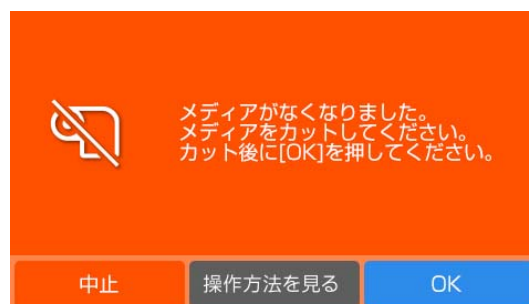 メディアがなくなりました。
メディアをカットしてください。
カット後に[OK]を押してください。
中止
操作方法を見る
OK